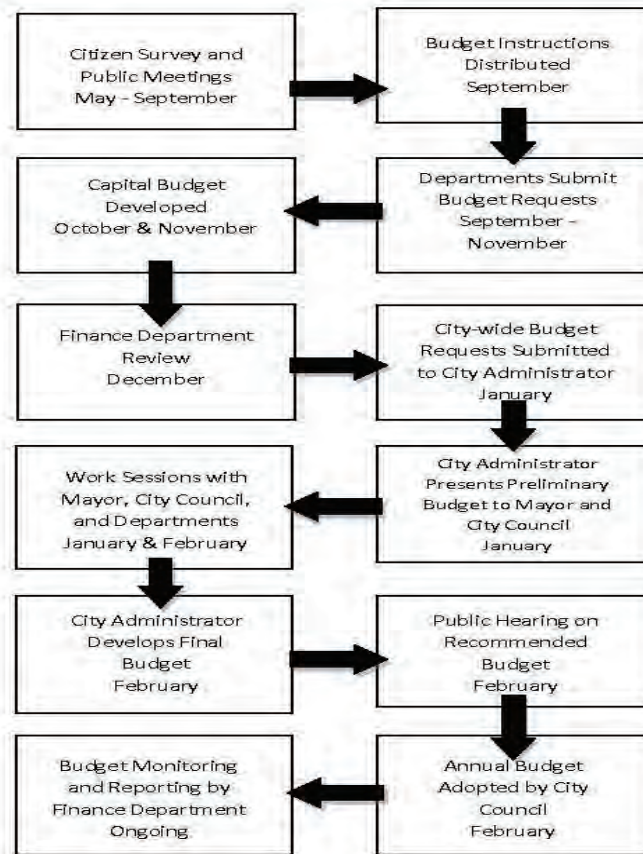 Citizen Survey and
Public Meetings
May - September
Budget Instructions
Distributed
September
Departments Submit
Budget Requests
September –
November
Capital Budget
Developed
October & November
Finance Department
Review
December
City-wide Budget
Requests Submitted
to City Administrator
January
City Administrator
Presents Preliminary
Budget to Mayor and
City Council
January
Work Sessions with
Mayor, City Council,
and Departments
January & February
City Administrator
Develops Final
Budget
February
Public Hearing on
Recommended
Budget
February
Annual Budget
Adopted by City
Council
February
Budget Monitoring
and Reporting by
Finance Department
Ongoing